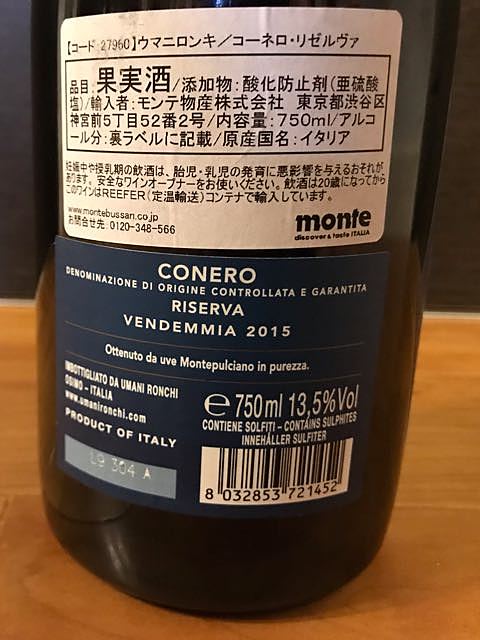 【コード 27960】ウマニロンキ／コーネロ・リゼルヴァ
品目：果実酒/添加物：酸化防止剤（亜硫酸
塩）/輸入者：モンテ物産株式会社 東京都渋谷区
神宮前5丁目52番2号/内容量：750ml/アルコ
ール分：裏ラベルに記載/原産国名：イタリア
妊娠中や授乳期の飲酒は、胎児・乳児の発育に悪影響を与えるおそれが
あります。安全なワインオープナーをお使いください。飲酒は20歳になってから
このワインはREEFER（定温輸送）コンテナで輸入しています。
www.montebussan.co.jp
お問合せ先：0120-348-566
monte
discover & taste ITALIA
CONERO
DENOMINAZIONE DI ORIGINE CONTROLLATA E GARANTITA
RISERVA
VENDEMMIA 2015
Ottenuto da uve Montepulciano in purezza.
IMBOTTIGLIATO DA UMANI RONCHI
OSIMO - ITALIA
www.umanironchi.com
PRODUCT OF ITALY
L9 304 A
℮ 750ml 13,5%Vol
CONTIENE SOLFITI – CONTAINS SULPHITES
INNEHÅLLER SULFITER
8 032853 721452